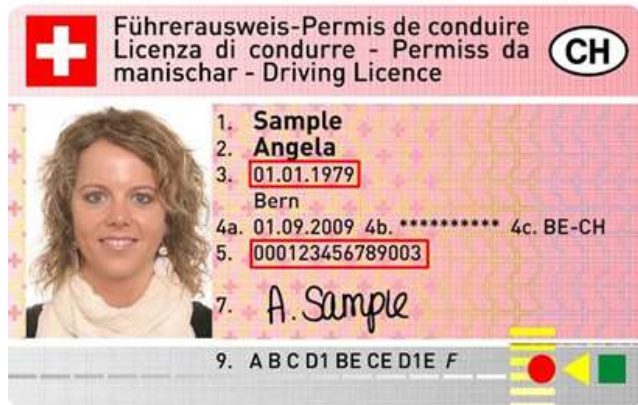 Führerausweis-Permis de conduire
Licenza di condurre - Permiss da
manischar - Driving Licence
CH
1. Sample
2. Angela
3. 01.01.1979
Bern
4a. 01.09.2009 4b. ********** 4c. BE-CH
5. 000123456789003
7. A. Sample
9. A B C D1 BE CE D1E F